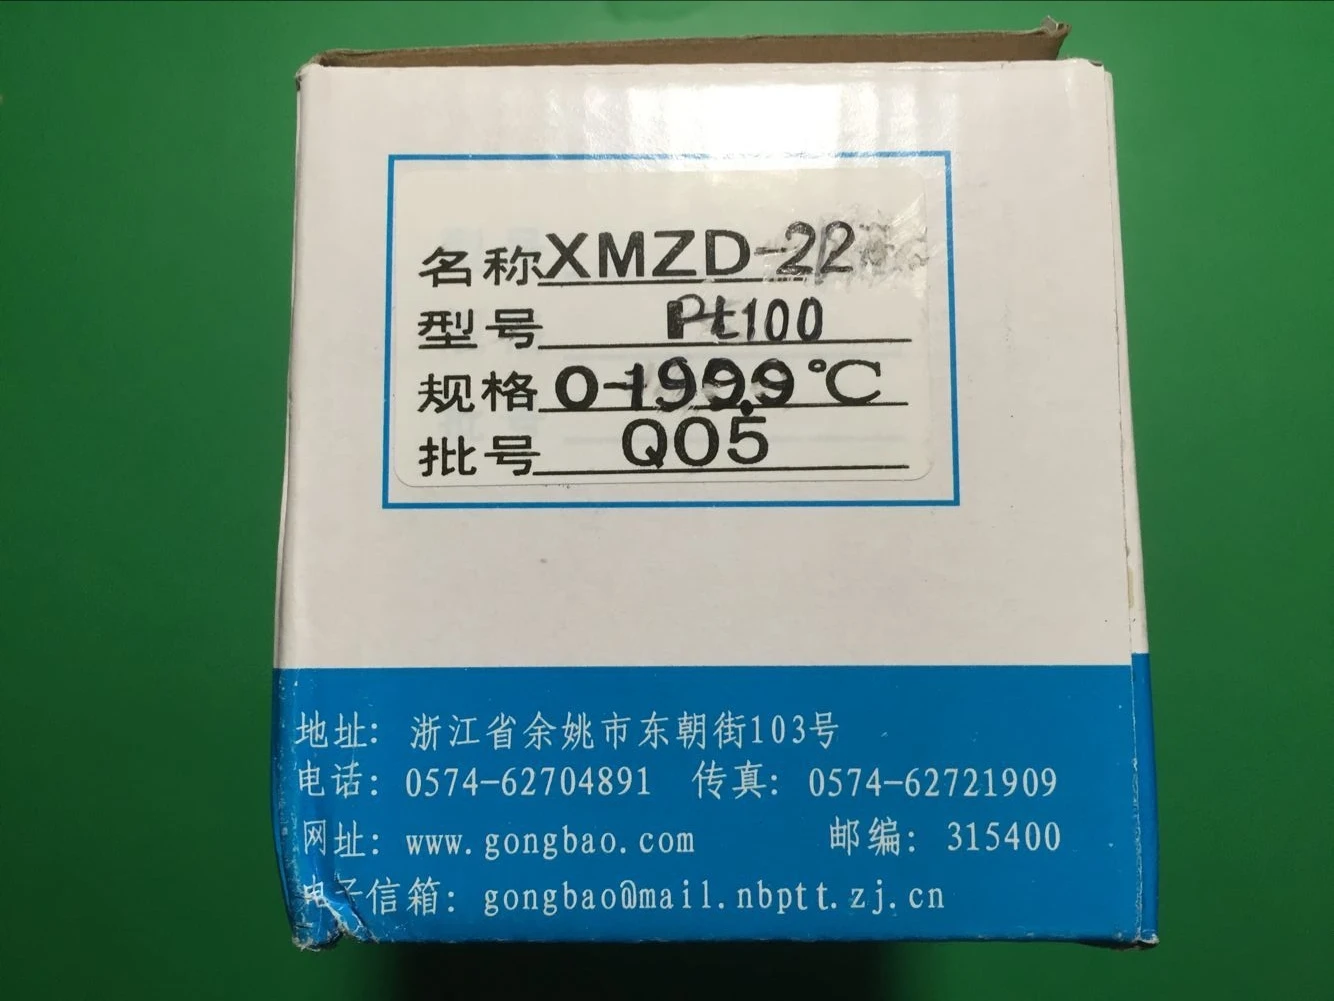 名称XMZD-22
型号 Pt100
规格 0-199.9℃
批号 Q05
地址: 浙江省余姚市东朝街103号
电话: 0574-62704891 传真: 0574-62721909
网址: www.gongbao.com 邮编: 315400
电子信箱: gongbao@mail.nbptt.zj.cn